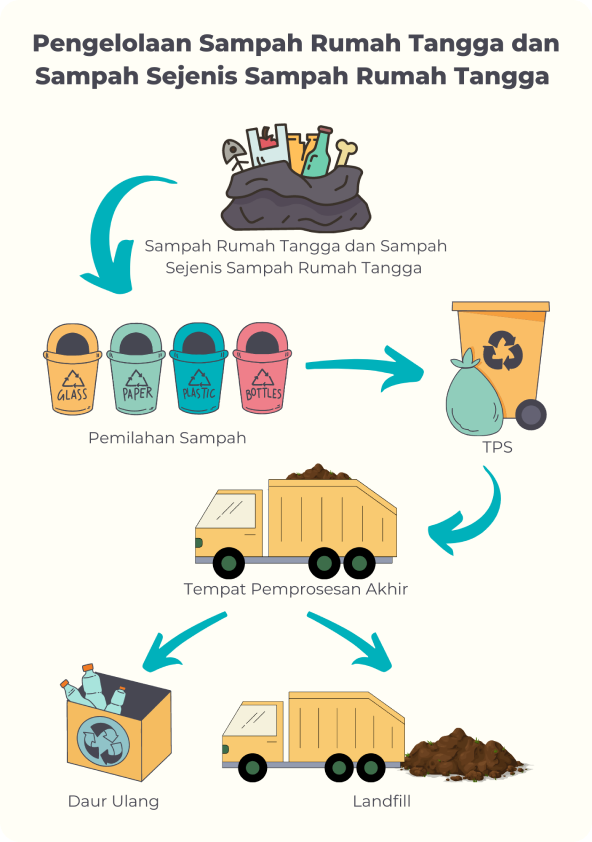 Pengelolaan Sampah Rumah Tangga dan
Sampah Sejenis Sampah Rumah Tangga
Sampah Rumah Tangga dan Sampah
Sejenis Sampah Rumah Tangga
GLASS
PAPER
PLASTIC
BOTTLES
Pemilahan Sampah
TPS
Tempat Pemprosesan Akhir
Daur Ulang
Landfill